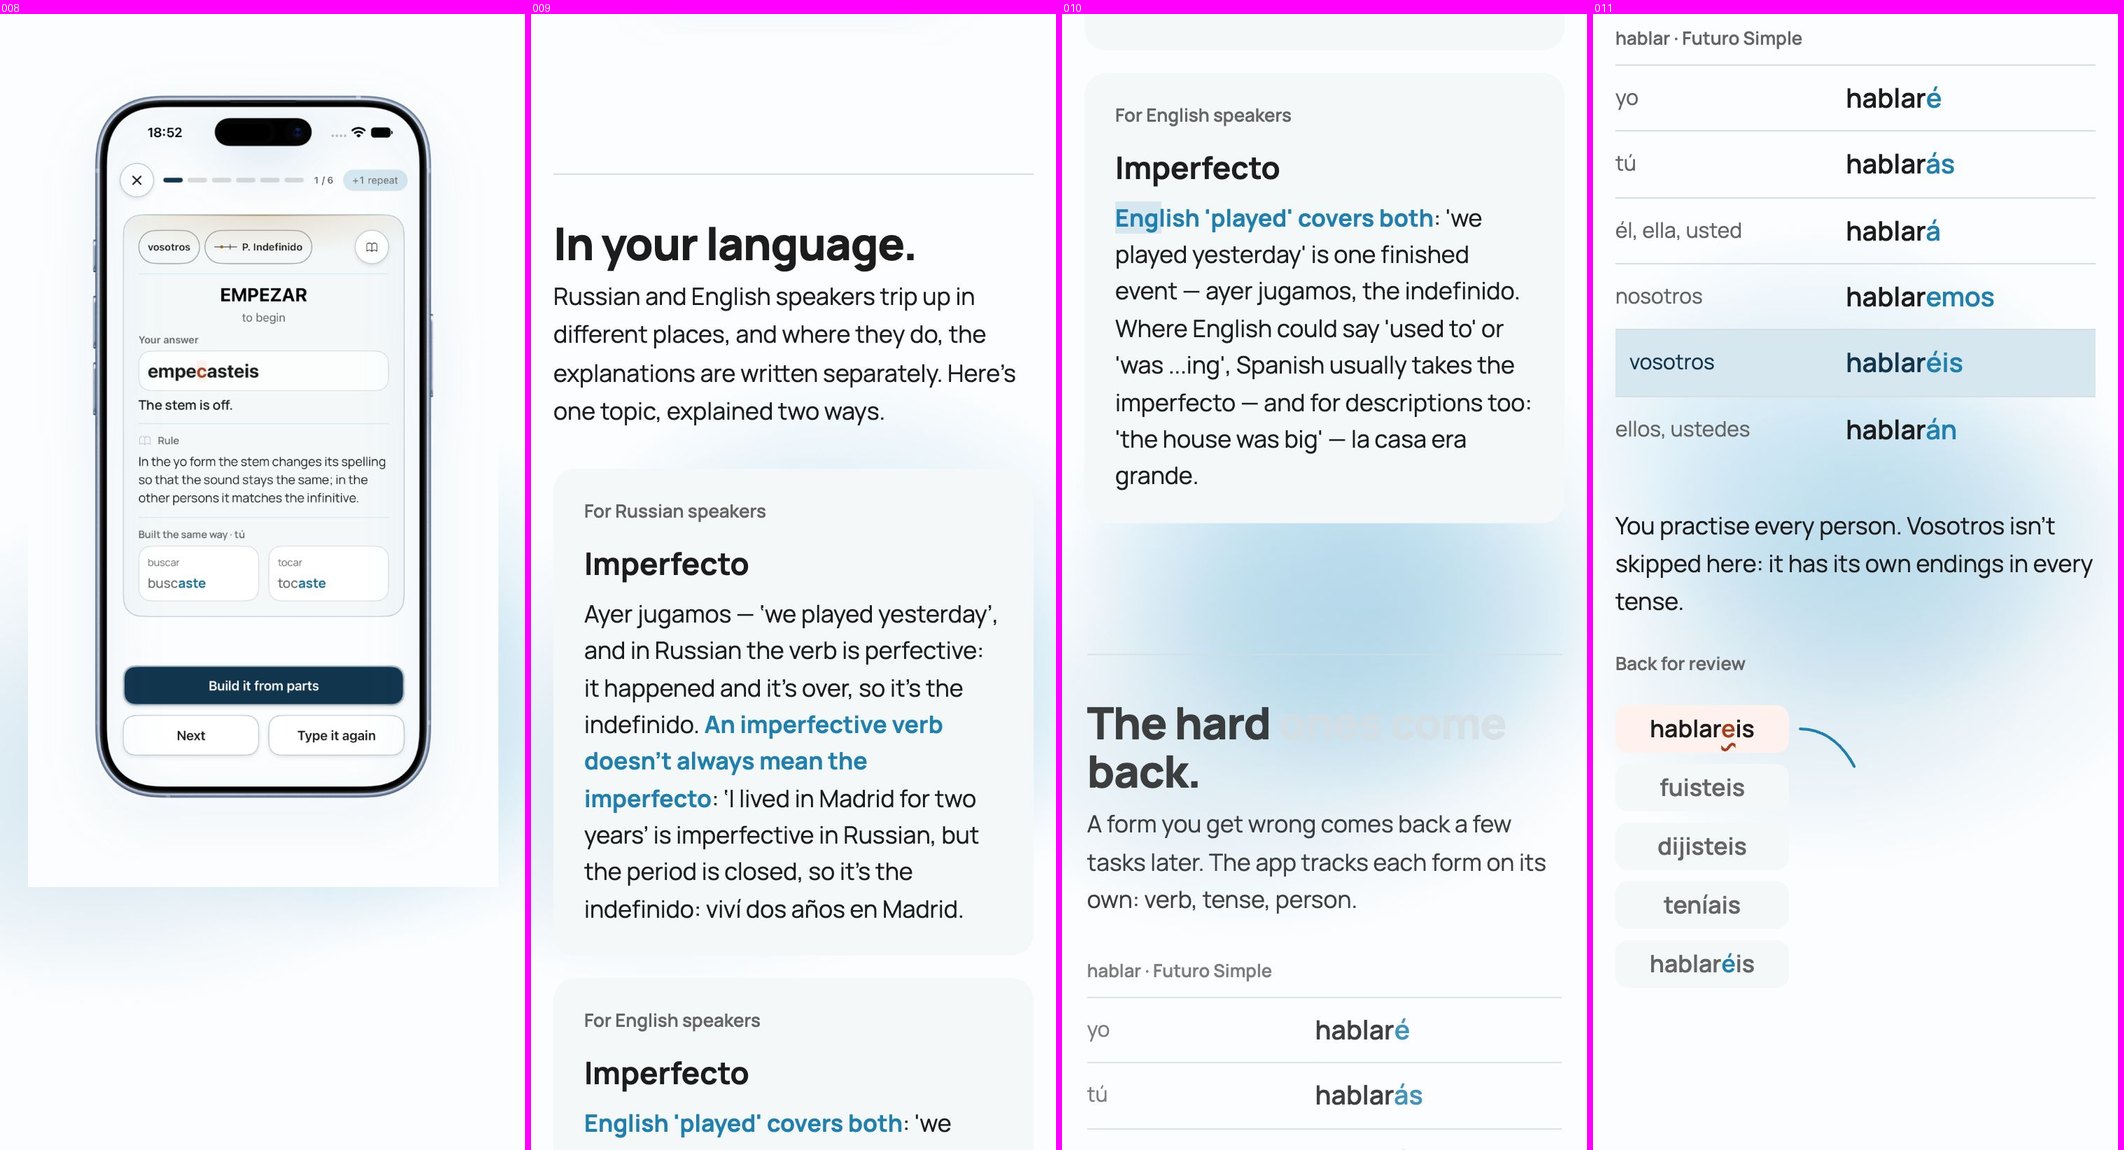 008
18:52
1 / 6
+1 repeat
vosotros
P. Indefinido
EMPEZAR
to begin
Your answer
empecasteis
The stem is off.
Rule
In the yo form the stem changes its spelling
so that the sound stays the same; in the
other persons it matches the infinitive.
Built the same way · tú
buscar
buscaste
tocar
tocaste
Build it from parts
Next
Type it again
009
In your language.
Russian and English speakers trip up in
different places, and where they do, the
explanations are written separately. Here’s
one topic, explained two ways.
For Russian speakers
Imperfecto
Ayer jugamos — ‘we played yesterday’,
and in Russian the verb is perfective:
it happened and it’s over, so it’s the
indefinido. An imperfective verb
doesn’t always mean the
imperfecto: ‘I lived in Madrid for two
years’ is imperfective in Russian, but
the period is closed, so it’s the
indefinido: viví dos años en Madrid.
For English speakers
Imperfecto
English 'played' covers both: 'we
010
For English speakers
Imperfecto
English 'played' covers both: 'we
played yesterday' is one finished
event — ayer jugamos, the indefinido.
Where English could say 'used to' or
'was ...ing', Spanish usually takes the
imperfecto — and for descriptions too:
'the house was big' — la casa era
grande.
The hard ones come
back.
A form you get wrong comes back a few
tasks later. The app tracks each form on its
own: verb, tense, person.
hablar · Futuro Simple
yo hablaré
tú hablarás
011
hablar · Futuro Simple
yo hablaré
tú hablarás
él, ella, usted hablará
nosotros hablaremos
vosotros hablaréis
ellos, ustedes hablarán
You practise every person. Vosotros isn’t
skipped here: it has its own endings in every
tense.
Back for review
hablareis
fuisteis
dijisteis
teníais
hablaréis